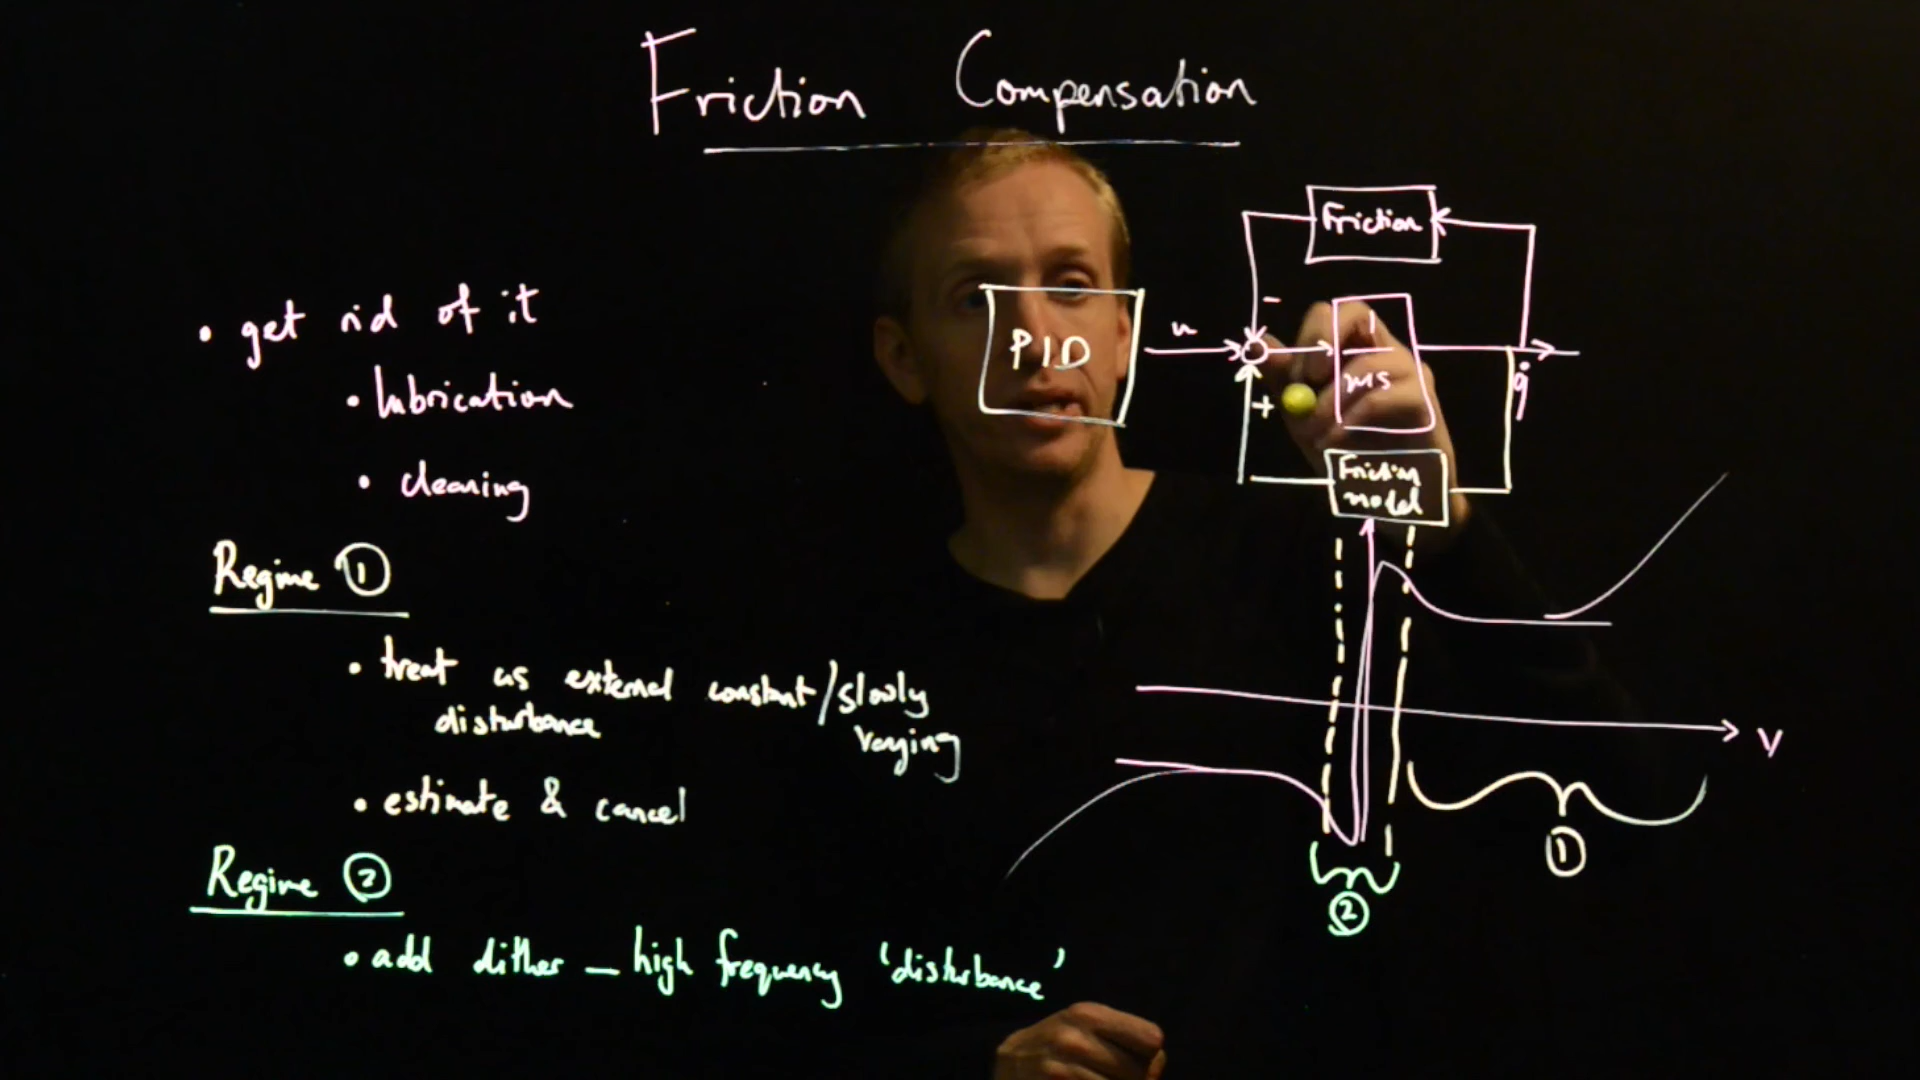 Friction Compensation
• get rid of it
• lubrication
• cleaning
Regime ①
• treat as external constant/slowly
disturbance varying
• estimate & cancel
Regime ②
• add dither – high frequency 'disturbance'
PID
u
Friction
-
+
1
ms
q̇
Friction
model
v
①
②